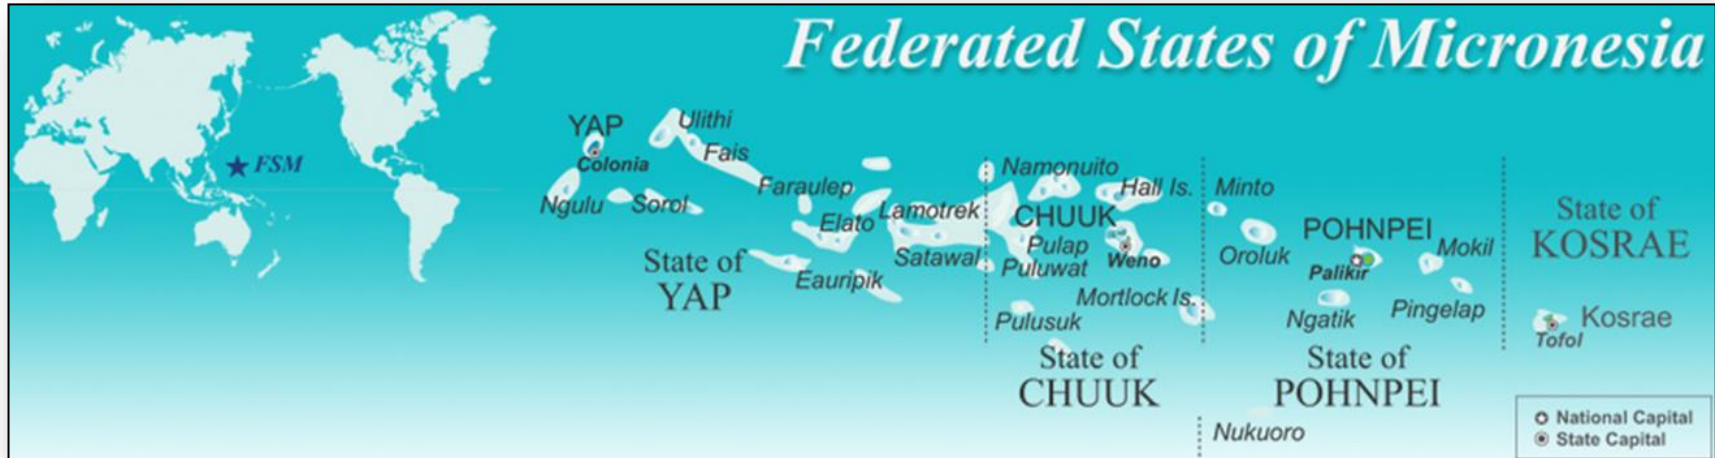 Federated States of Micronesia
FSM
YAP
Colonia
Ulithi
Fais
Ngulu
Sorol
Faraulep
Elato
Lamotrek
Satawal
Eauripik
State of
YAP
Namonuito
Hall Is.
CHUUK
Pulap
Puluwat
Weno
Mortlock Is.
Pulusuk
State of
CHUUK
Minto
Oroluk
POHNPEI
Palikir
Mokil
Ngatik
Pingelap
State of
POHNPEI
Nukuoro
State of
KOSRAE
Kosrae
Tofol
National Capital
State Capital